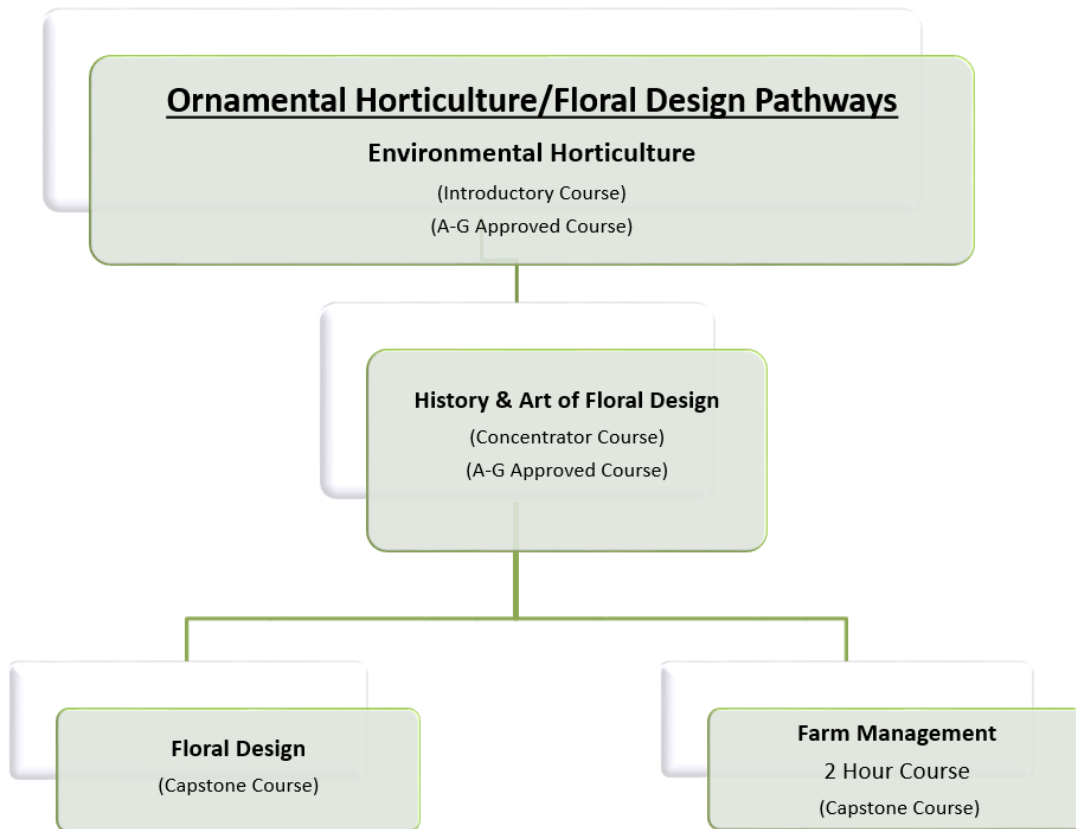 Ornamental Horticulture/Floral Design Pathways
Environmental Horticulture
(Introductory Course)
(A-G Approved Course)
History & Art of Floral Design
(Concentrator Course)
(A-G Approved Course)
Floral Design
(Capstone Course)
Farm Management
2 Hour Course
(Capstone Course)